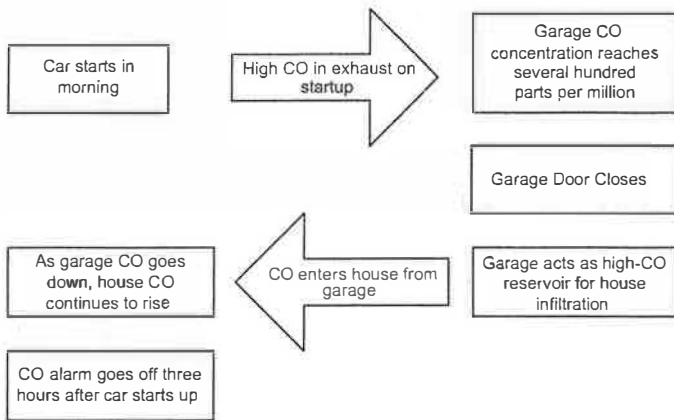 Car starts in
morning
High CO in exhaust on
startup
Garage CO
concentration reaches
several hundred
parts per million
Garage Door Closes
Garage acts as high-CO
reservoir for house
infiltration
CO enters house from
garage
As garage CO goes
down, house CO
continues to rise
CO alarm goes off three
hours after car starts up